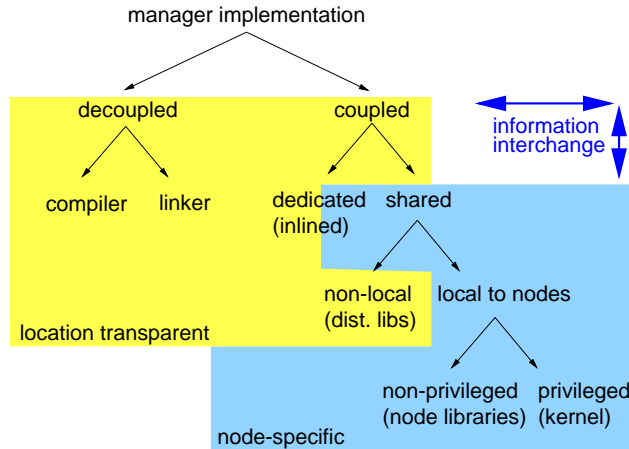 manager implementation
decoupled
coupled
information
interchange
compiler
linker
dedicated
(inlined)
shared
non-local
(dist. libs)
local to nodes
location transparent
non-privileged
(node libraries)
privileged
(kernel)
node-specific